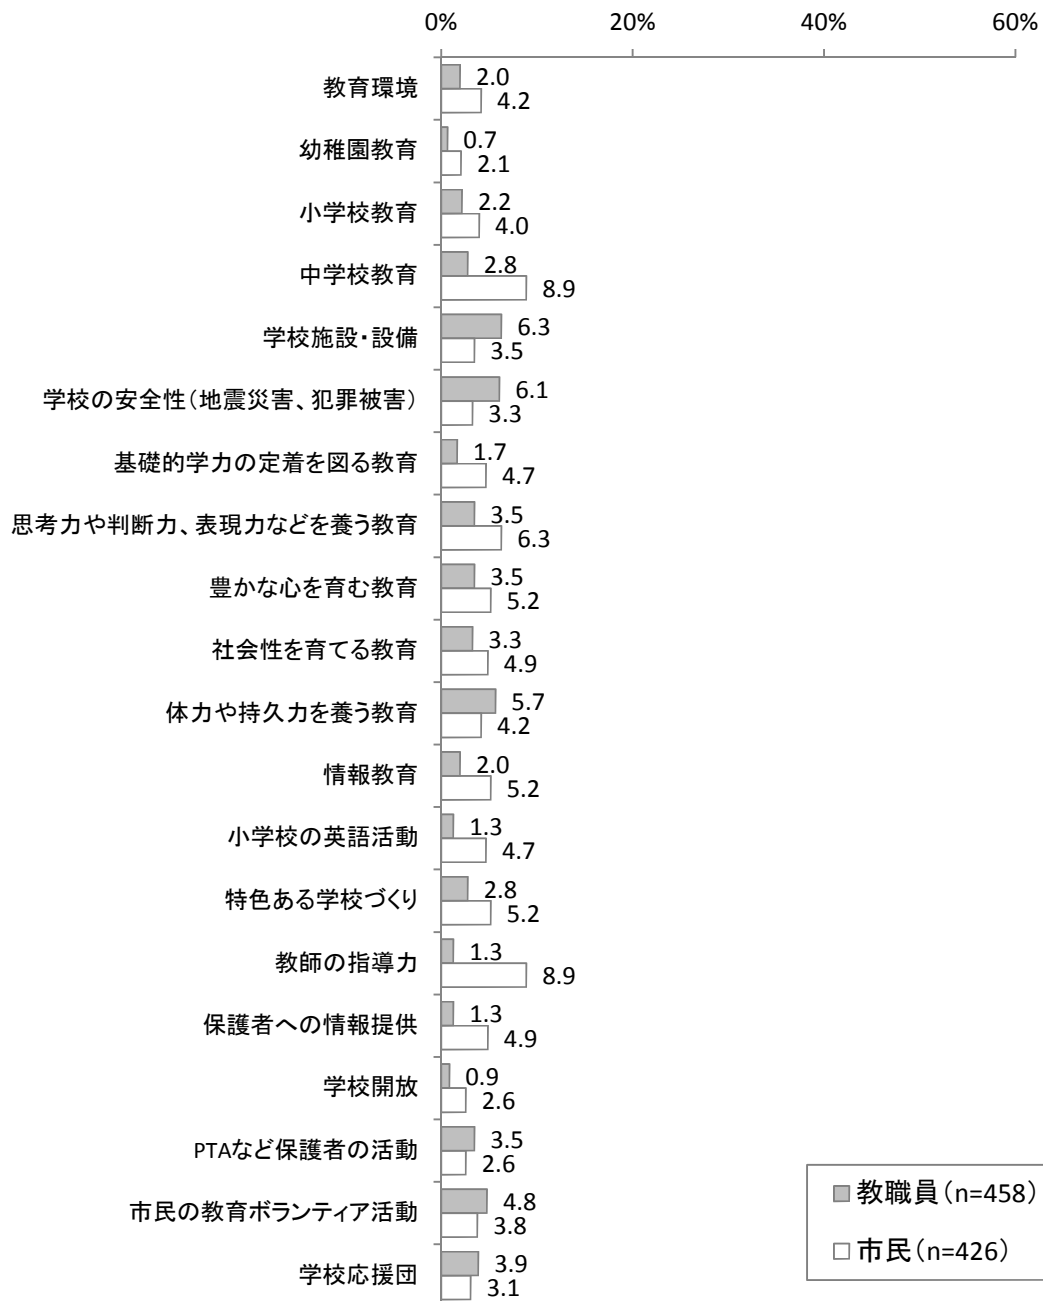 0% 20% 40% 60%
教育環境 2.0
4.2
幼稚園教育 0.7
2.1
小学校教育 2.2
4.0
中学校教育 2.8
8.9
学校施設・設備 6.3
3.5
学校の安全性（地震災害、犯罪被害） 6.1
3.3
基礎的学力の定着を図る教育 1.7
4.7
思考力や判断力、表現力などを養う教育 3.5
6.3
豊かな心を育む教育 3.5
5.2
社会性を育てる教育 3.3
4.9
体力や持久力を養う教育 5.7
4.2
情報教育 2.0
5.2
小学校の英語活動 1.3
4.7
特色ある学校づくり 2.8
5.2
教師の指導力 1.3
8.9
保護者への情報提供 1.3
4.9
学校開放 0.9
2.6
PTAなど保護者の活動 3.5
2.6
市民の教育ボランティア活動 4.8
3.8
学校応援団 3.9
3.1
教職員（n=458）
市民（n=426）